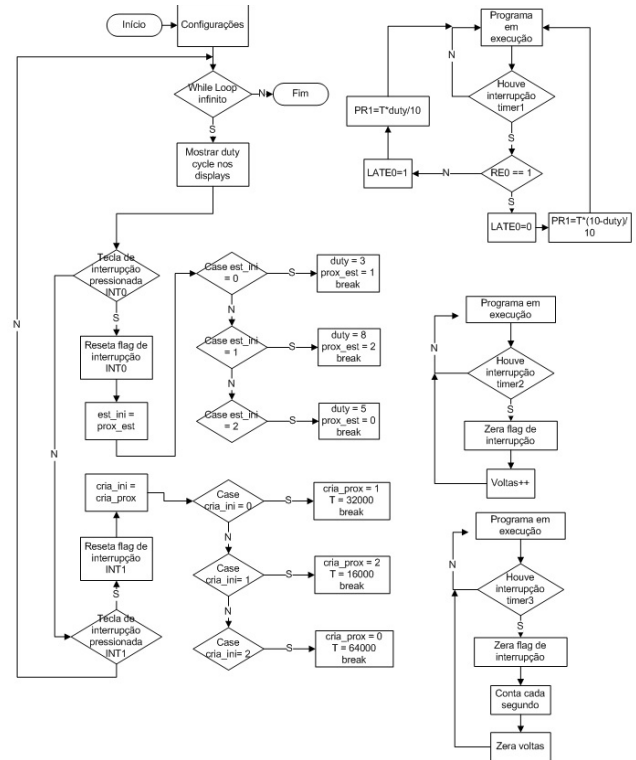 Início
Configurações
While Loop
infinito
N
Fim
S
Mostrar duty
cycle nos
displays
Tecla de
interrupção
pressionada
INT0
S
Reseta flag de
interrupção
INT0
est_ini =
prox_est
N
N
Case est_ini
= 0
S
duty = 3
prox_est = 1
break
N
Case est_ini
= 1
S
duty = 8
prox_est = 2
break
N
Case est_ini
= 2
S
duty = 5
prox_est = 0
break
cria_ini =
cria_prox
Reseta flag de
interrupção
INT1
S
Tecla de
interrupção
pressionada
INT1
Case
cria_ini= 0
S
cria_prox = 1
T = 32000
break
N
Case
cria_ini= 1
S
cria_prox = 2
T = 16000
break
N
Case
cria_ini= 2
S
cria_prox = 0
T = 64000
break
Programa
em
execução
N
Houve
interrupção
timer1
S
RE0 == 1
N
LATE0=1
PR1=T*duty/10
S
LATE0=0
PR1=T*(10-duty)/
10
Programa em
execução
N
Houve
interrupção
timer2
S
Zera flag de
interrupção
Voltas++
Programa em
execução
N
Houve
interrupção
timer3
S
Zera flag de
interrupção
Conta cada
segundo
Zera voltas